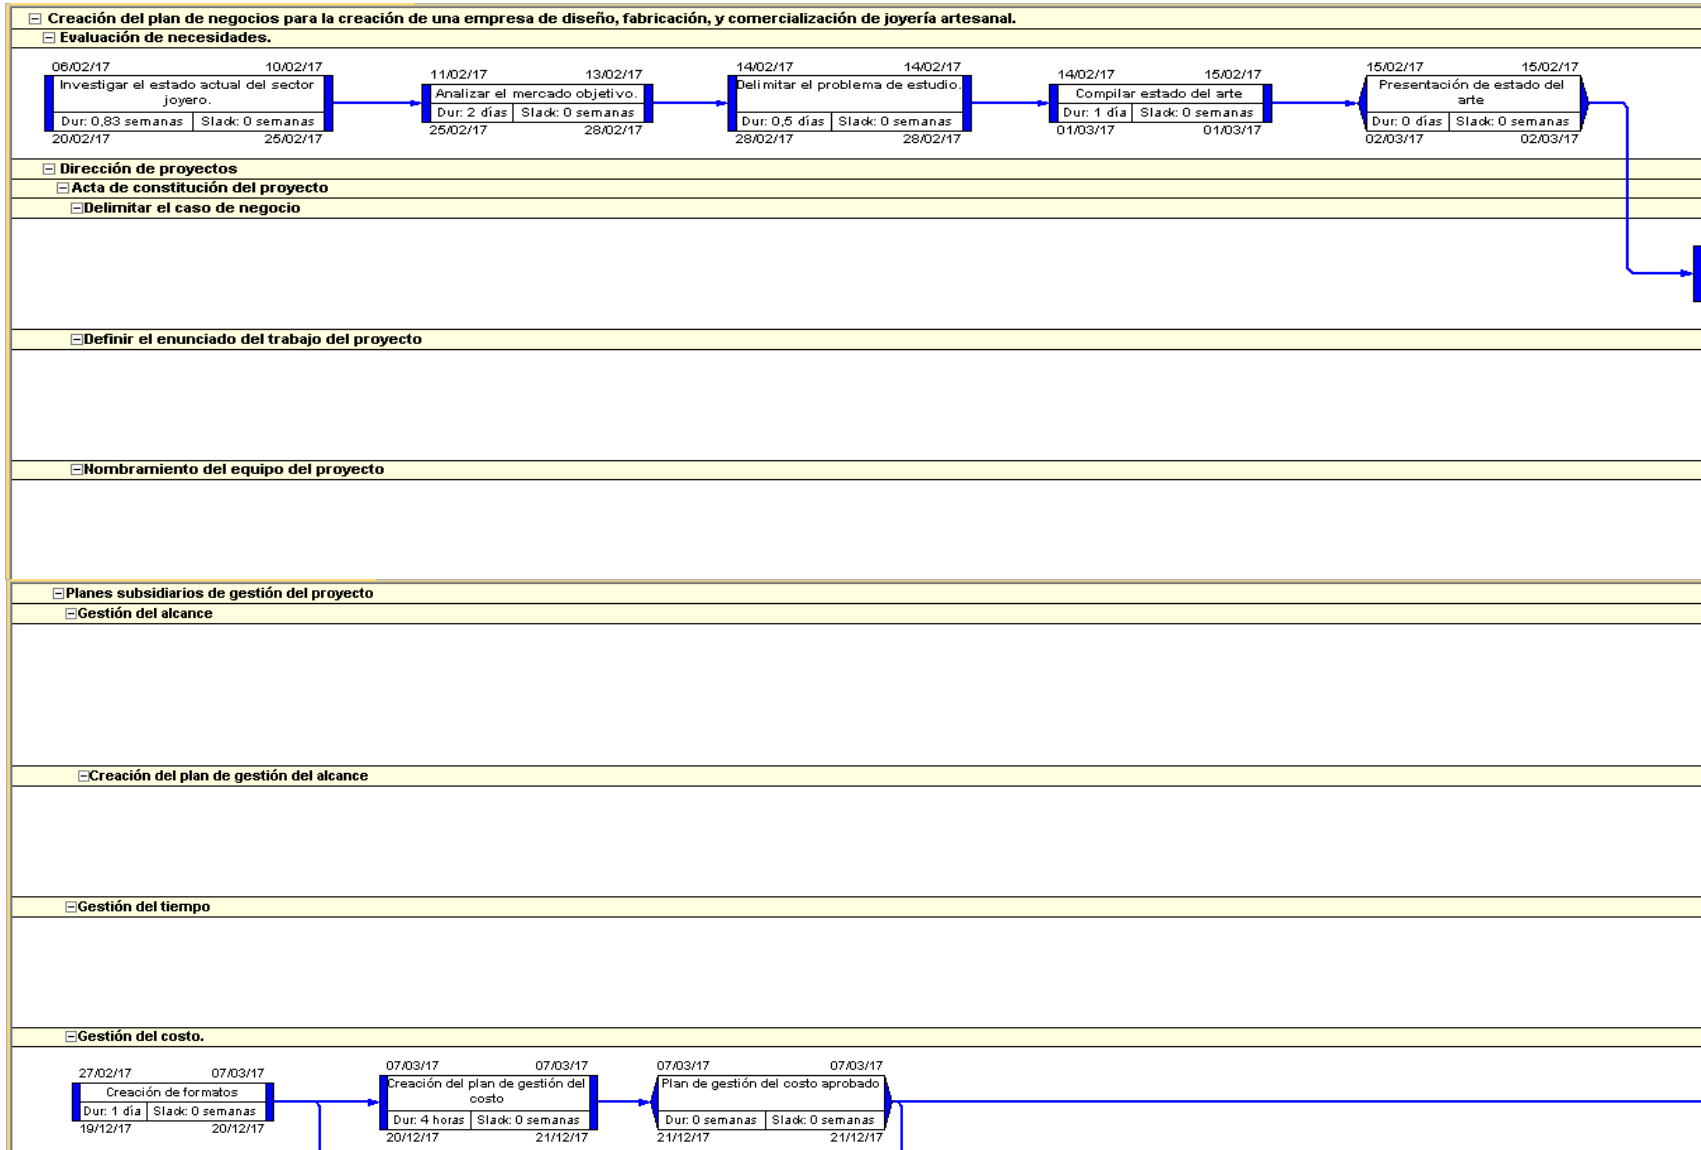 Creación del plan de negocios para la creación de una empresa de diseño, fabricación, y comercialización de joyería artesanal.
Evaluación de necesidades.
06/02/17 10/02/17
Investigar el estado actual del sector
joyero.
Dur: 0,83 semanas Slack: 0 semanas
20/02/17 25/02/17
11/02/17 13/02/17
Analizar el mercado objetivo.
Dur: 2 días Slack: 0 semanas
25/02/17 28/02/17
14/02/17 14/02/17
Delimitar el problema de estudio.
Dur: 0,5 días Slack: 0 semanas
28/02/17 28/02/17
14/02/17 15/02/17
Compilar estado del arte
Dur: 1 día Slack: 0 semanas
01/03/17 01/03/17
15/02/17 15/02/17
Presentación de estado del
arte
Dur: 0 días Slack: 0 semanas
02/03/17 02/03/17
Dirección de proyectos
Acta de constitución del proyecto
Delimitar el caso de negocio
Definir el enunciado del trabajo del proyecto
Nombramiento del equipo del proyecto
Planes subsidiarios de gestión del proyecto
Gestión del alcance
Creación del plan de gestión del alcance
Gestión del tiempo
Gestión del costo.
27/02/17 07/03/17
Creación de formatos
Dur: 1 día Slack: 0 semanas
19/12/17 20/12/17
07/03/17 07/03/17
Creación del plan de gestión del
costo
Dur: 4 horas Slack: 0 semanas
20/12/17 21/12/17
07/03/17 07/03/17
Plan de gestión del costo aprobado
Dur: 0 semanas Slack: 0 semanas
21/12/17 21/12/17